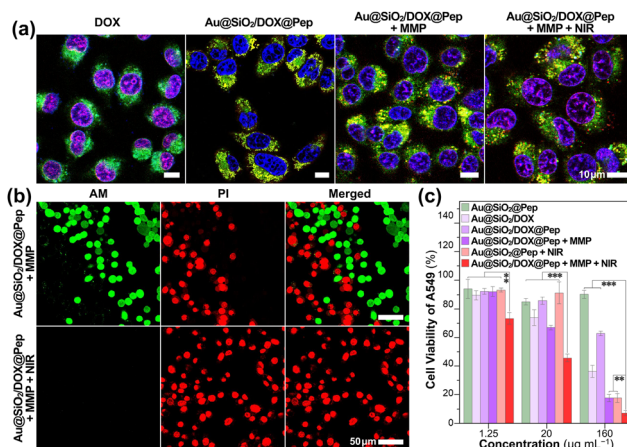 (a)
DOX
Au@SiO₂/DOX@Pep
Au@SiO₂/DOX@Pep
+ MMP
Au@SiO₂/DOX@Pep
+ MMP + NIR
10 μm
(b)
AM
PI
Merged
Au@SiO₂/DOX@Pep
+ MMP
Au@SiO₂/DOX@Pep
+ MMP + NIR
50 μm
(c)
Au@SiO₂@Pep
Au@SiO₂/DOX
Au@SiO₂/DOX@Pep
Au@SiO₂/DOX@Pep + MMP
Au@SiO₂@Pep + NIR
Au@SiO₂/DOX@Pep + MMP + NIR
Cell Viability of A549 (%)
140
120
100
80
60
40
20
0
**
***
***
**
1.25
20
160
Concentration (μg mL⁻¹)